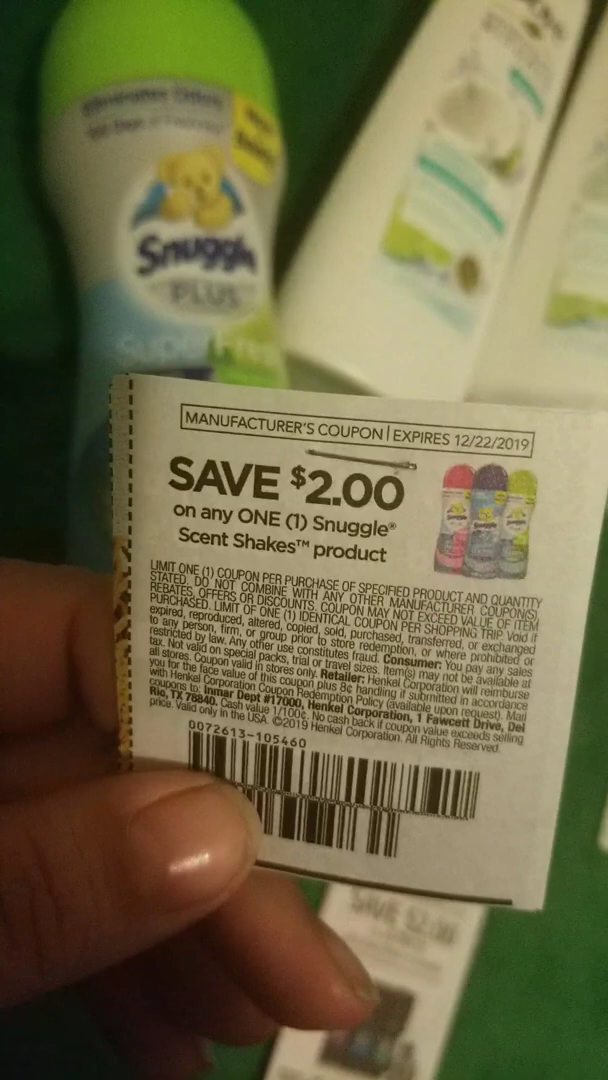 Snuggle
PLUS
SuperFresh
MANUFACTURER'S COUPON | EXPIRES 12/22/2019
SAVE $2.00
on any ONE (1) Snuggle®
Scent Shakes™ product
LIMIT ONE (1) COUPON PER PURCHASE OF SPECIFIED PRODUCT AND QUANTITY
STATED. DO NOT COMBINE WITH ANY OTHER MANUFACTURER COUPON(S),
REBATES, OFFERS OR DISCOUNTS. COUPON MAY NOT EXCEED VALUE OF ITEM
PURCHASED. LIMIT OF ONE (1) IDENTICAL COUPON PER SHOPPING TRIP. Void if
expired, reproduced, altered, copied, sold, purchased, transferred, or exchanged
to any person, firm, or group prior to store redemption, or where prohibited or
restricted by law. Any other use constitutes fraud. Consumer: You pay any sales
tax. Not valid on special packs, trial or travel sizes. Item(s) may not be available at
all stores. Coupon valid in stores only. Retailer: Henkel Corporation will reimburse
you for the face value of this coupon plus 8¢ handling if submitted in accordance
with Henkel Corporation Coupon Redemption Policy (available upon request). Mail
coupons to: Inmar Dept #17000, Henkel Corporation, 1 Fawcett Drive, Del
Rio, TX 78840. Cash value 1/100¢. No cash back if coupon value exceeds selling
price. Valid only in the USA. ©2019 Henkel Corporation. All Rights Reserved.
0072613-105460
SAVE $2.00